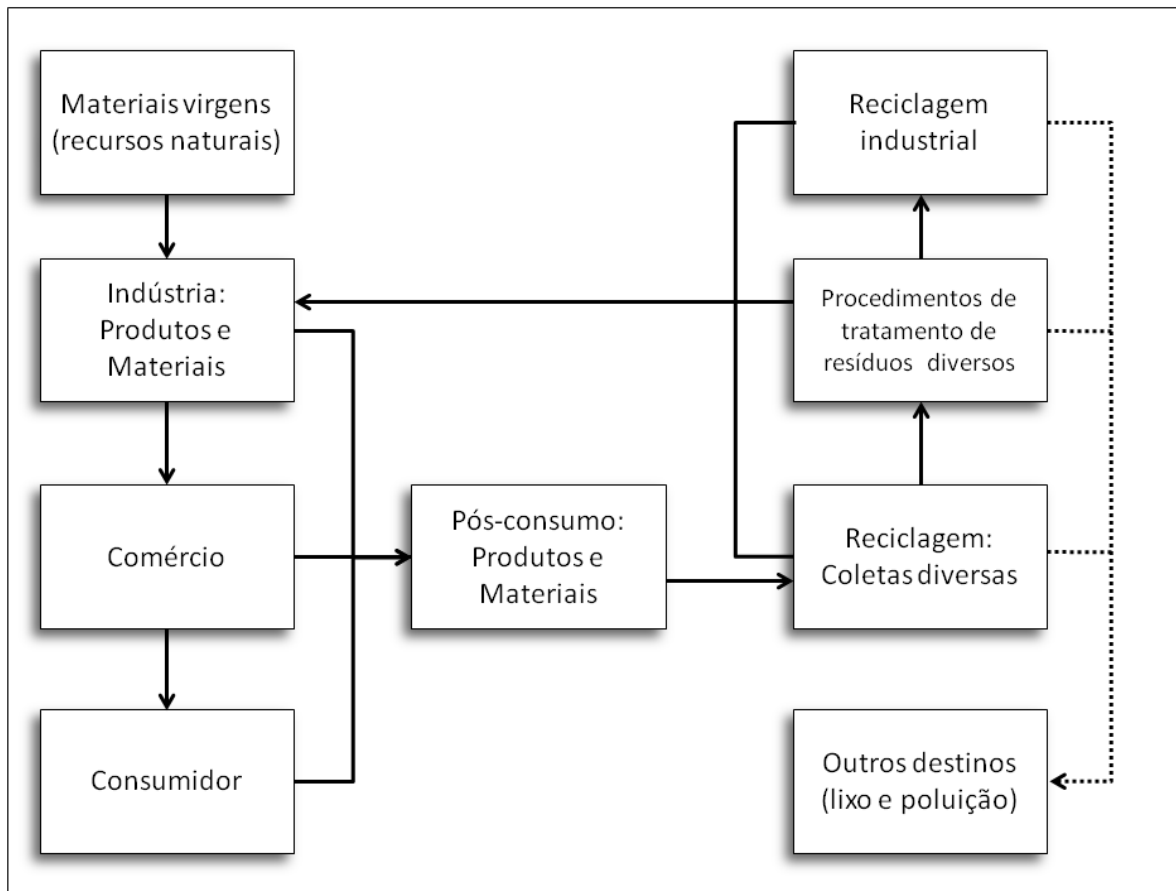 Materiais virgens
(recursos naturais)
Indústria:
Produtos e
Materiais
Comércio
Consumidor
Pós-consumo:
Produtos e
Materiais
Reciclagem
industrial
Procedimentos de
tratamento de
resíduos diversos
Reciclagem:
Coletas diversas
Outros destinos
(lixo e poluição)